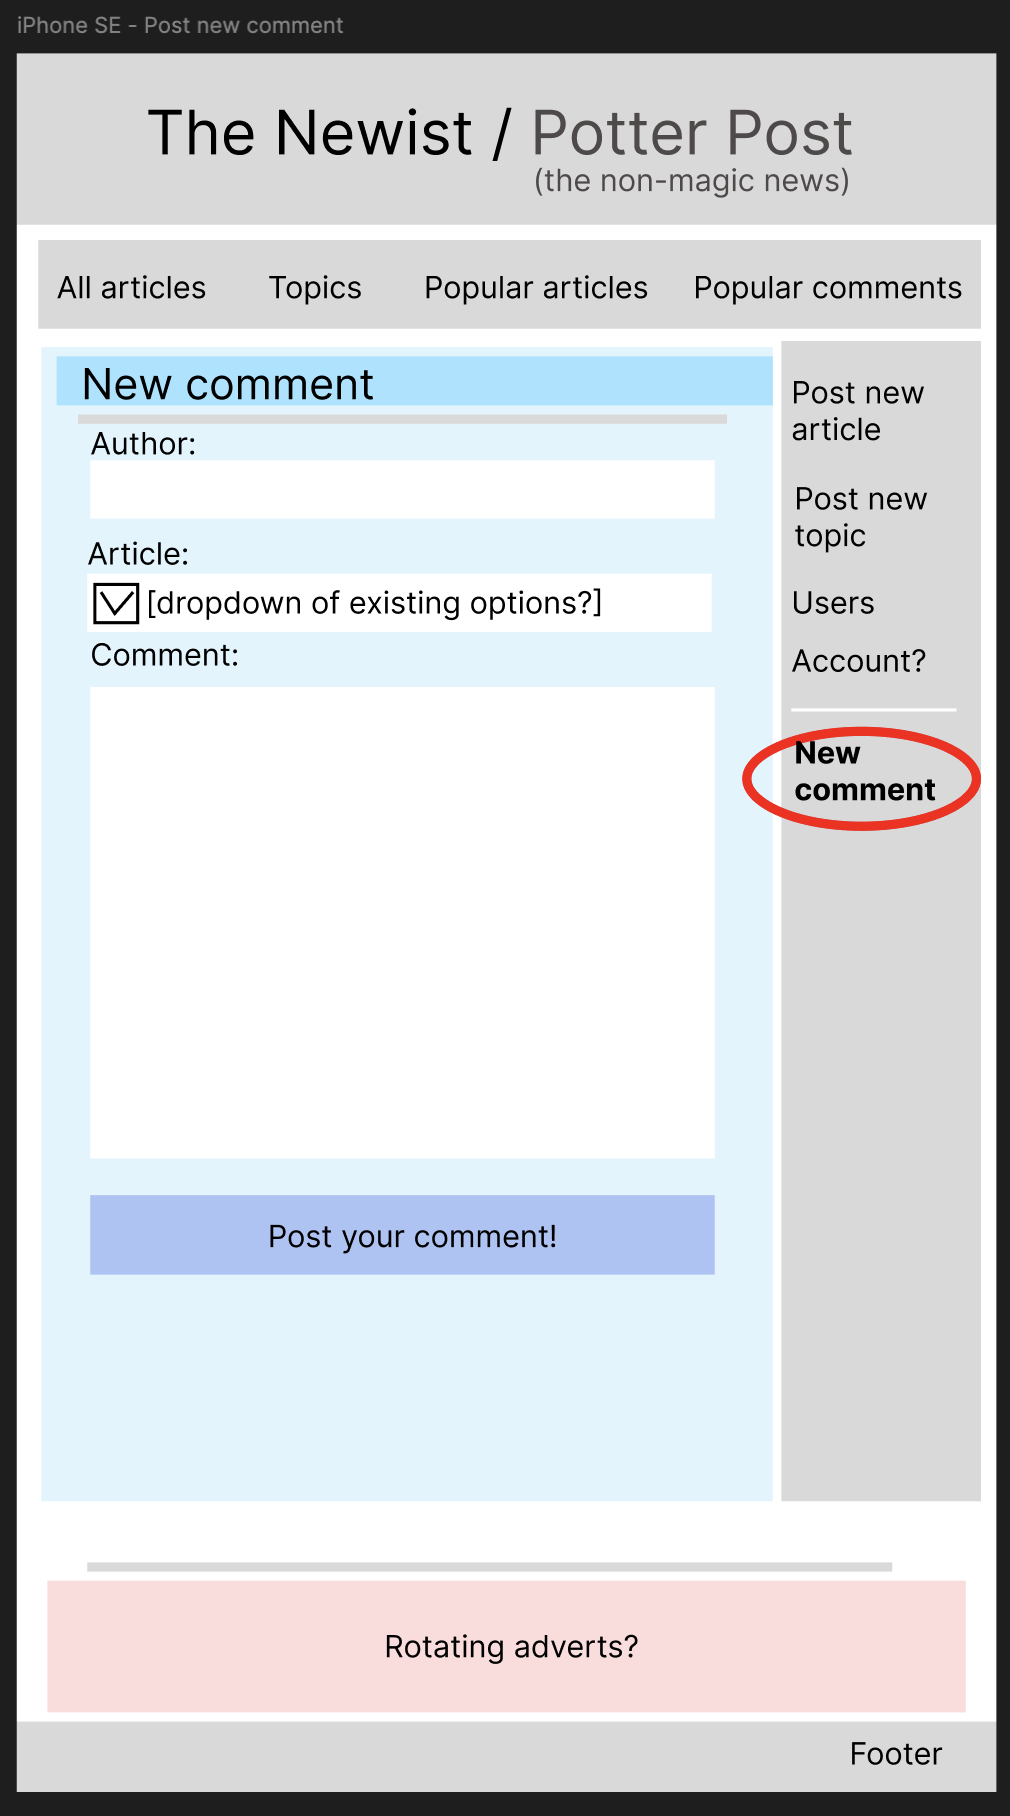 iPhone SE - Post new comment
The Newist / Potter Post
(the non-magic news)
All articles Topics Popular articles Popular comments
New comment
Author:
Article:
[dropdown of existing options?]
Comment:
Post your comment!
Post new
article
Post new
topic
Users
Account?
New
comment
Rotating adverts?
Footer